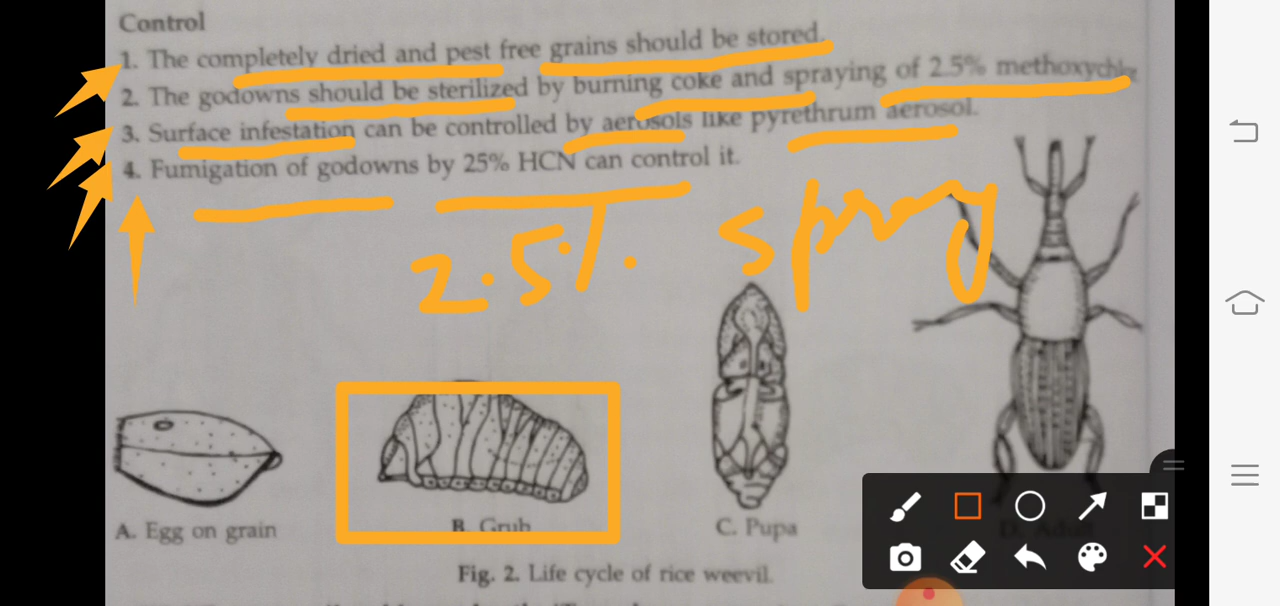 Control
1. The completely dried and pest free grains should be stored.
2. The godowns should be sterilized by burning coke and spraying of 2.5% methoxychlr
3. Surface infestation can be controlled by aerosols like pyrethrum aerosol.
4. Fumigation of godowns by 25% HCN can control it.
2.5%. spray
A. Egg on grain
B. Grub
C. Pupa
D. Adult
Fig. 2. Life cycle of rice weevil.